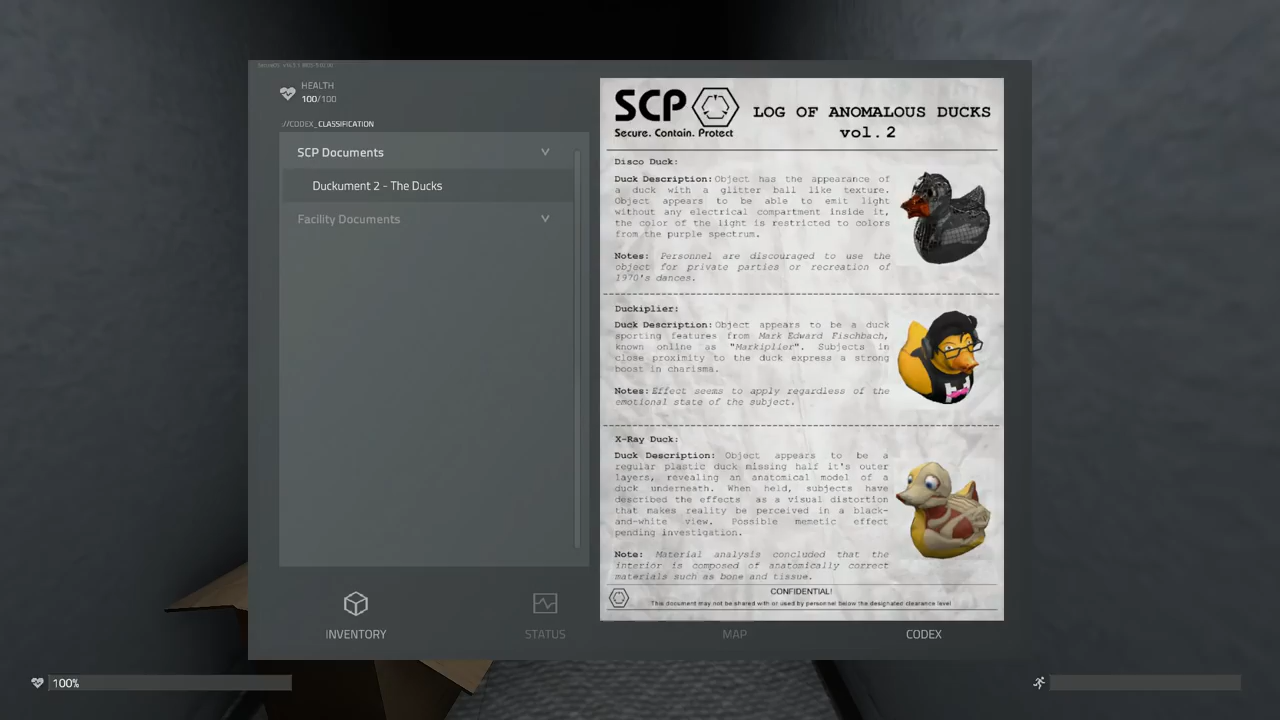 HEALTH
100/100
://CODEX_CLASSIFICATION
SCP Documents
Duckument 2 - The Ducks
Facility Documents
SCP
Secure. Contain. Protect
LOG OF ANOMALOUS DUCKS
vol.2
Disco Duck:
Duck Description: Object has the appearance of
a duck with a glitter ball like texture.
Object appears to be able to emit light
without any electrical compartment inside it,
the color of the light is restricted to colors
from the purple spectrum.
Notes: Personnel are discouraged to use the
object for private parties or recreation of
1970's dances.
Duckiplier:
Duck Description: Object appears to be a duck
sporting features from Mark Edward Fischbach,
known online as "Markiplier". Subjects in
close proximity to the duck express a strong
boost in charisma.
Notes: Effect seems to apply regardless of the
emotional state of the subject.
X-Ray Duck:
Duck Description: Object appears to be a
regular plastic duck missing half it's outer
layers, revealing an anatomical model of a
duck underneath. When held, subjects have
described the effects as a visual distortion
that makes reality be perceived in a black-
and-white view. Possible memetic effect
pending investigation.
Note: Material analysis concluded that the
interior is composed of anatomically correct
materials such as bone and tissue.
CONFIDENTIAL!
This document may not be shared with or used by personnel below the designated clearance level
INVENTORY
STATUS
MAP
CODEX
100%